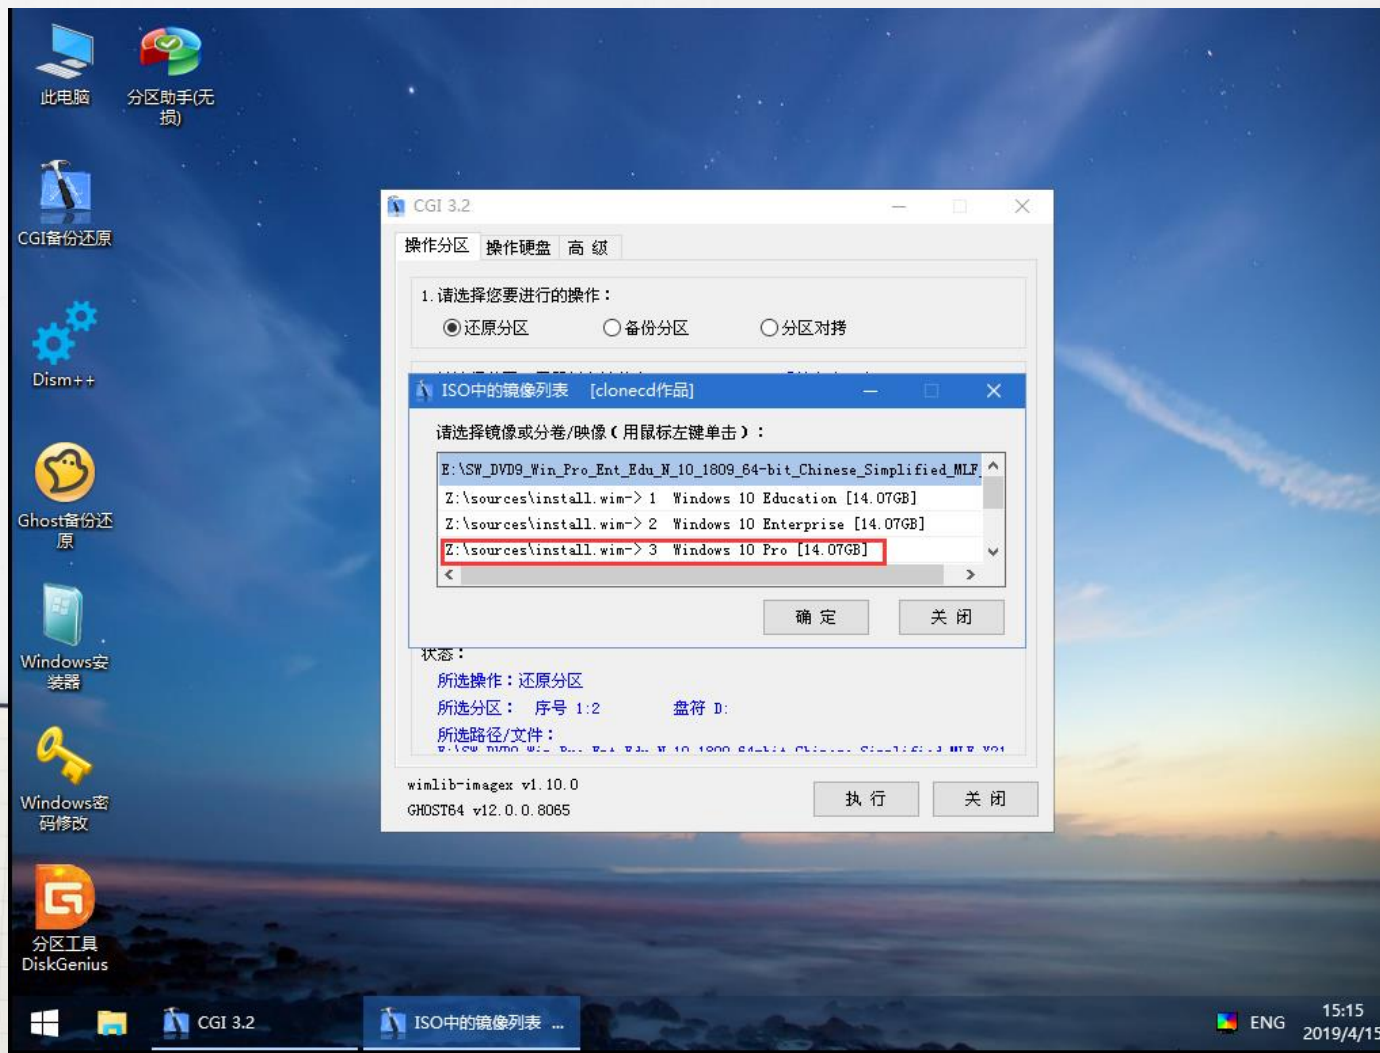 此电脑
分区助手(无
损)
CGI备份还原
Dism++
Ghost备份还
原
Windows安
装器
Windows密
码修改
分区工具
DiskGenius
CGI 3.2
操作分区 操作硬盘 高 级
1.请选择您要进行的操作：
还原分区 备份分区 分区对拷
ISO中的镜像列表 [clonecd作品]
请选择镜像或分卷/映像(用鼠标左键单击)：
E:\SW_DVD9_Win_Pro_Ent_Edu_N_10_1809_64-bit_Chinese_Simplified_MLF_
Z:\sources\install.wim-> 1 Windows 10 Education [14.07GB]
Z:\sources\install.wim-> 2 Windows 10 Enterprise [14.07GB]
Z:\sources\install.wim-> 3 Windows 10 Pro [14.07GB]
确 定 关 闭
状态：
所选操作：还原分区
所选分区： 序号 1:2 盘符 D:
所选路径/文件：
E:\SW_DVD9_Win_Pro_Ent_Edu_N_10_1809_64-bit_Chinese_Simplified_MLF_X21
wimlib-imagex v1.10.0
GHOST64 v12.0.0.8065
执 行 关 闭
CGI 3.2
ISO中的镜像列表 ...
ENG
15:15
2019/4/15